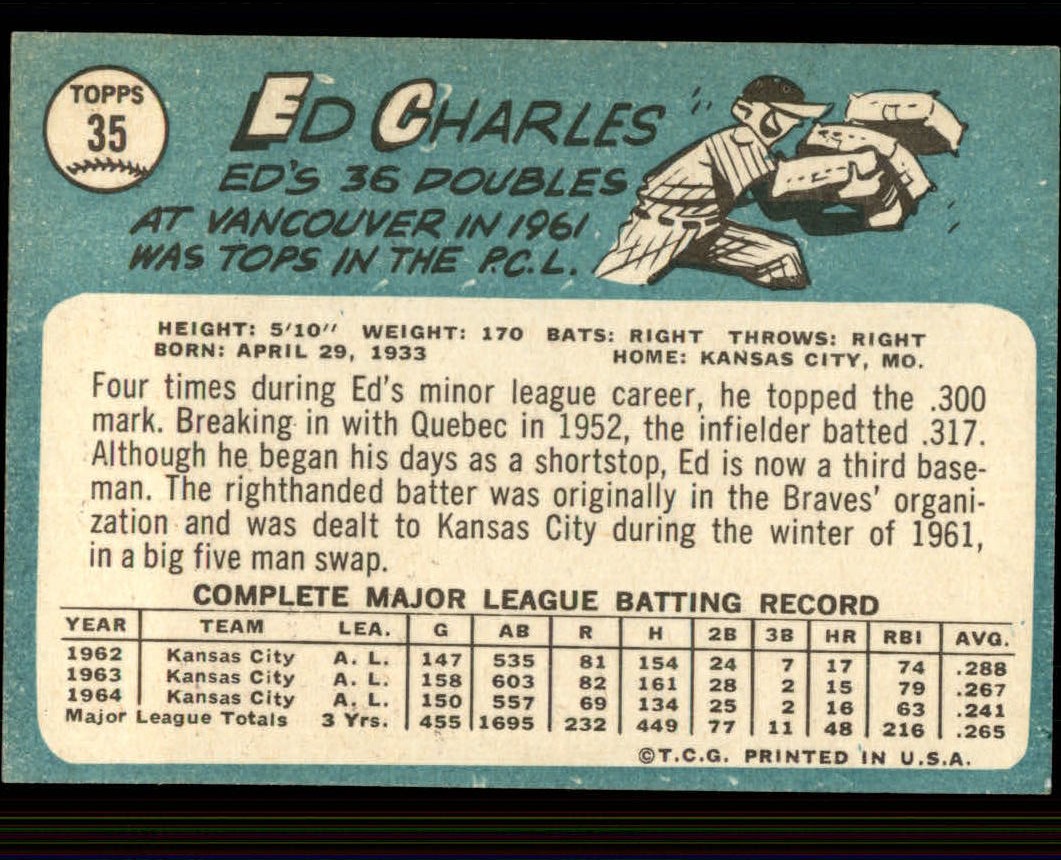 TOPPS
35
ED CHARLES
ED'S 36 DOUBLES
AT VANCOUVER IN 1961
WAS TOPS IN THE P.C.L.
HEIGHT: 5'10" WEIGHT: 170 BATS: RIGHT THROWS: RIGHT
BORN: APRIL 29, 1933 HOME: KANSAS CITY, MO.
Four times during Ed's minor league career, he topped the .300
mark. Breaking in with Quebec in 1952, the infielder batted .317.
Although he began his days as a shortstop, Ed is now a third base-
man. The righthanded batter was originally in the Braves' organi-
zation and was dealt to Kansas City during the winter of 1961,
in a big five man swap.
COMPLETE MAJOR LEAGUE BATTING RECORD
YEAR TEAM LEA. G AB R H 2B 3B HR RBI AVG.
1962 Kansas City A. L. 147 535 81 154 24 7 17 74 .288
1963 Kansas City A. L. 158 603 82 161 28 2 15 79 .267
1964 Kansas City A. L. 150 557 69 134 25 2 16 63 .241
Major League Totals 3 Yrs. 455 1695 232 449 77 11 48 216 .265
©T.C.G. PRINTED IN U.S.A.